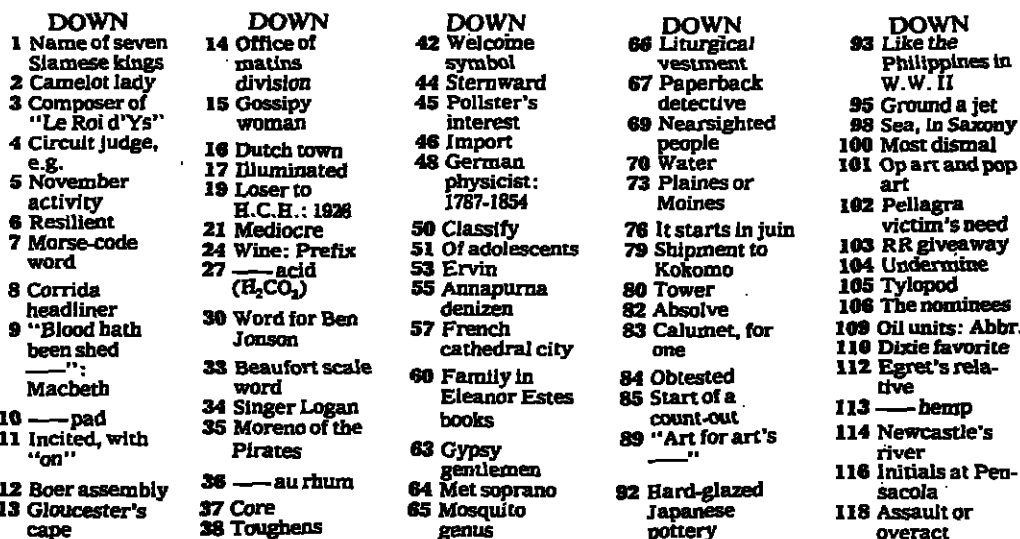 DOWN
1 Name of seven
Siamese kings
2 Camelot lady
3 Composer of
"Le Roi d'Ys"
4 Circuit judge,
e.g.
5 November
activity
6 Resilient
7 Morse-code
word
8 Corrida
headliner
9 "Blood hath
been shed
——":
Macbeth
10 ——pad
11 Incited, with
"on"
12 Boer assembly
13 Gloucester's
cape
DOWN
14 Office of
matins
division
15 Gossipy
woman
16 Dutch town
17 Illuminated
19 Loser to
H.C.H.: 1928
21 Mediocre
24 Wine: Prefix
27 ——acid
(H₂CO₃)
30 Word for Ben
Jonson
33 Beaufort scale
word
34 Singer Logan
35 Moreno of the
Pirates
36 ——au rhum
37 Core
38 Toughens
DOWN
42 Welcome
symbol
44 Sternward
45 Pollster's
interest
46 Import
48 German
physicist:
1787-1854
50 Classify
51 Of adolescents
53 Ervin
55 Annapurna
denizen
57 French
cathedral city
60 Family in
Eleanor Estes
books
63 Gypsy
gentlemen
64 Met soprano
65 Mosquito
genus
DOWN
66 Liturgical
vestment
67 Paperback
detective
69 Nearsighted
people
70 Water
73 Plaines or
Moines
76 It starts in juin
79 Shipment to
Kokomo
80 Tower
82 Absolve
83 Calumet, for
one
84 Obtested
85 Start of a
count-out
89 "Art for art's
——"
92 Hard-glazed
Japanese
pottery
DOWN
93 Like the
Philippines in
W.W. II
95 Ground a jet
98 Sea, in Saxony
100 Most dismal
101 Op art and pop
art
102 Pellagra
victim's need
103 RR giveaway
104 Undermine
105 Tylopod
106 The nominees
109 Oil units: Abbr.
110 Dixie favorite
112 Egret's rela-
tive
113 ——hemp
114 Newcastle's
river
116 Initials at Pen-
sacola
118 Assault or
overact